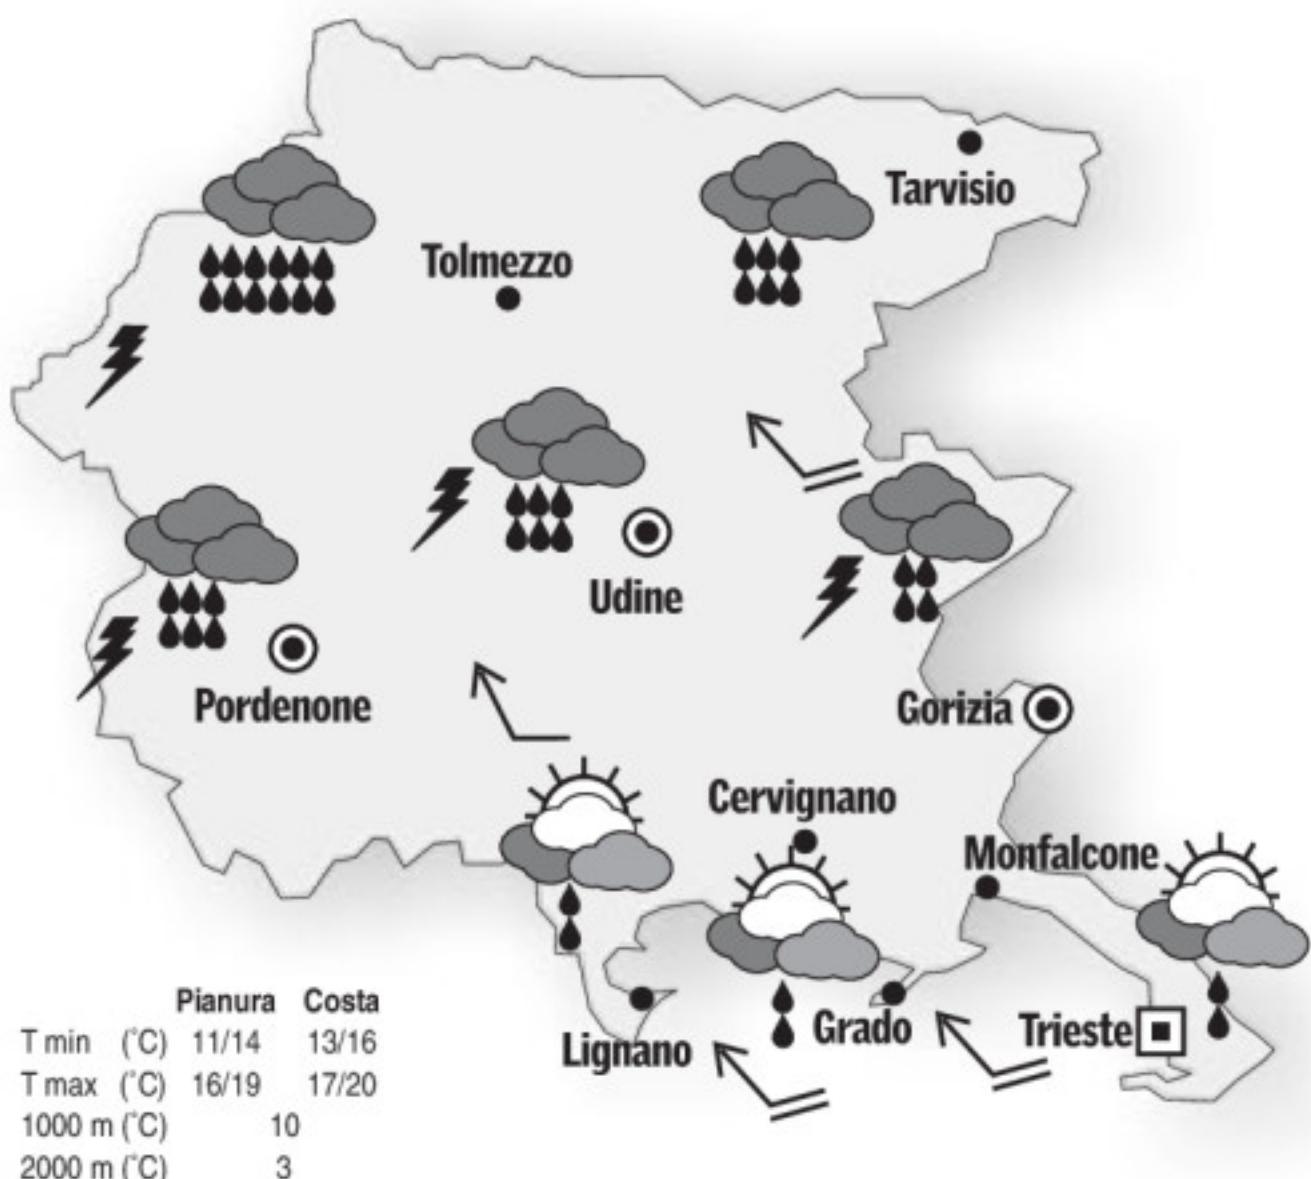 Tarvisio
Tolmezzo
Udine
Pordenone
Gorizia
Cervignano
Monfalcone
Grado
Trieste
Lignano
Pianura Costa
T min (°C) 11/14 13/16
T max (°C) 16/19 17/20
1000 m (°C) 10
2000 m (°C) 3